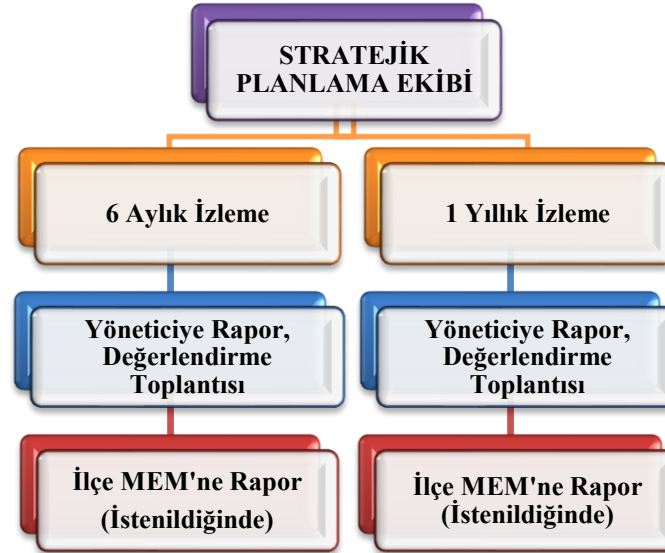 STRATEJİK
PLANLAMA EKİBİ
6 Aylık İzleme
1 Yıllık İzleme
Yöneticiye Rapor,
Değerlendirme
Toplantısı
Yöneticiye Rapor,
Değerlendirme
Toplantısı
İlçe MEM'ne Rapor
(İstenildiğinde)
İlçe MEM'ne Rapor
(İstenildiğinde)